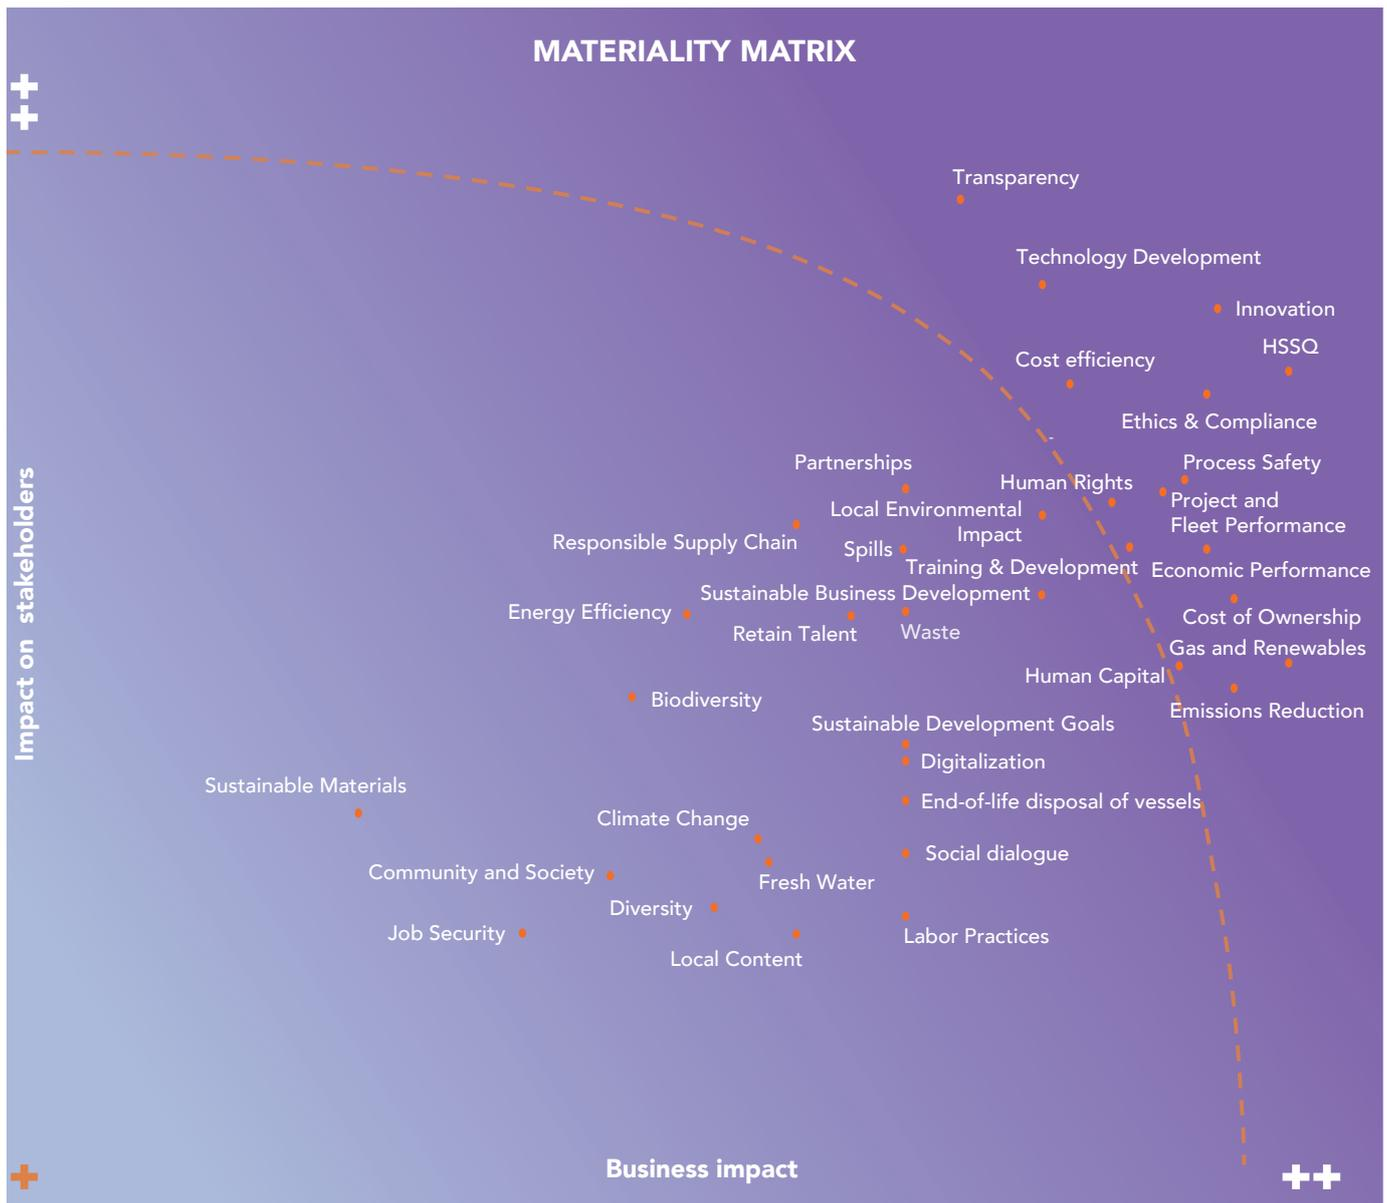 MATERIALITY MATRIX
Transparency
Technology Development
Innovation
HSSQ
Cost efficiency
Ethics & Compliance
Partnerships
Process Safety
Human Rights
Project and
Fleet Performance
Local Environmental
Impact
Responsible Supply Chain
Spills
Training & Development
Economic Performance
Sustainable Business Development
Energy Efficiency
Cost of Ownership
Retain Talent
Waste
Gas and Renewables
Human Capital
Biodiversity
Emissions Reduction
Sustainable Development Goals
Digitalization
Sustainable Materials
End-of-life disposal of vessels
Climate Change
Social dialogue
Community and Society
Fresh Water
Diversity
Job Security
Labor Practices
Local Content
Impact on stakeholders
Business impact